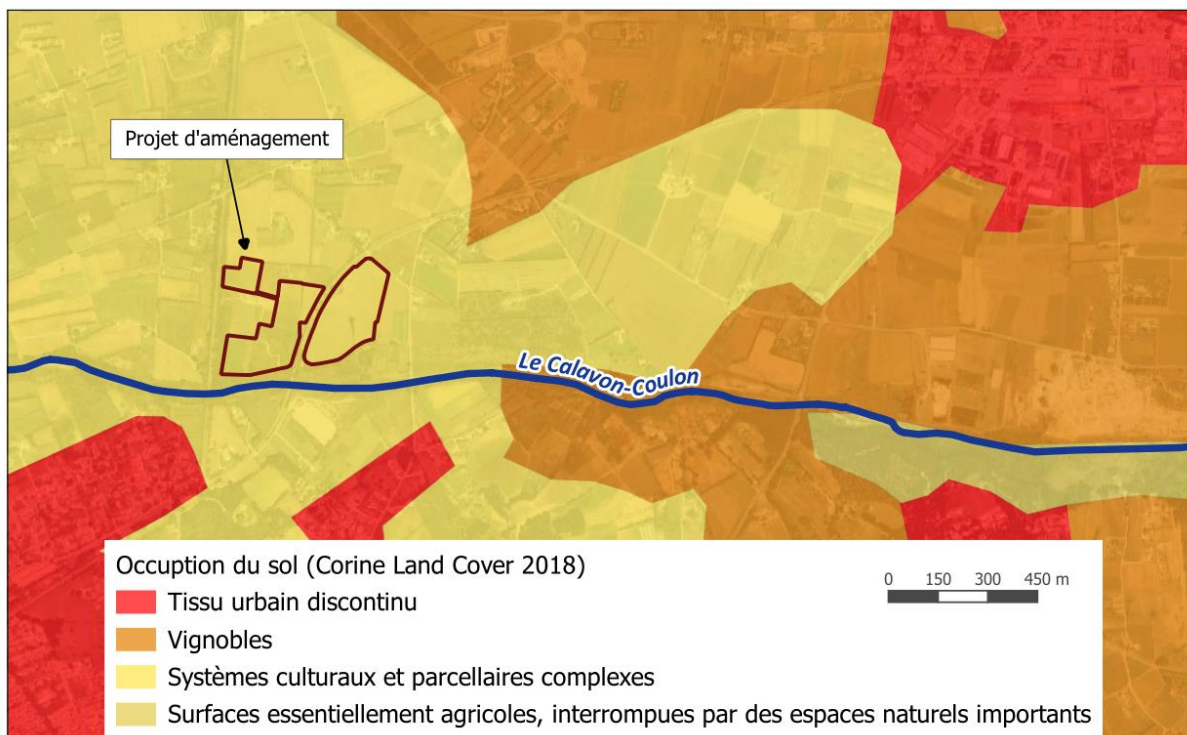 Projet d'aménagement
Le Calavon-Coulon
Occuption du sol (Corine Land Cover 2018)
Tissu urbain discontinu
Vignobles
Systèmes culturaux et parcellaires complexes
Surfaces essentiellement agricoles, interrompues par des espaces naturels importants
0 150 300 450 m